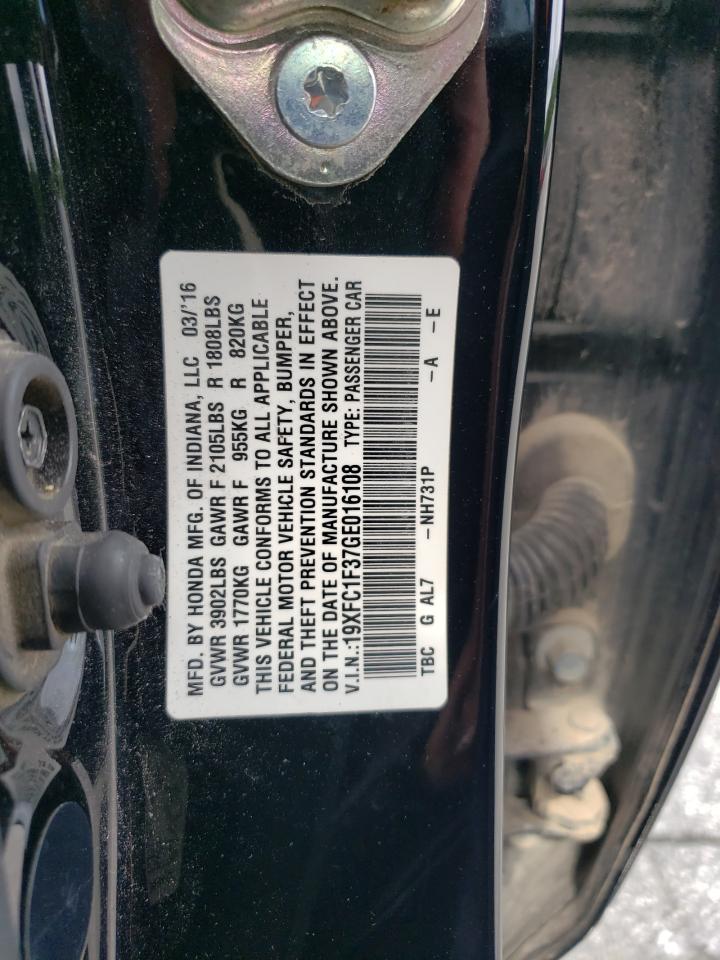 MFD. BY HONDA MFG. OF INDIANA, LLC 03/'16
GVWR 3902LBS GAWR F 2105LBS R 1808LBS
GVWR 1770KG GAWR F 955KG R 820KG
THIS VEHICLE CONFORMS TO ALL APPLICABLE
FEDERAL MOTOR VEHICLE SAFETY, BUMPER,
AND THEFT PREVENTION STANDARDS IN EFFECT
ON THE DATE OF MANUFACTURE SHOWN ABOVE.
V.I.N.:19XFC1F37GE016108 TYPE: PASSENGER CAR
TBC G AL7 –NH731P –A –E